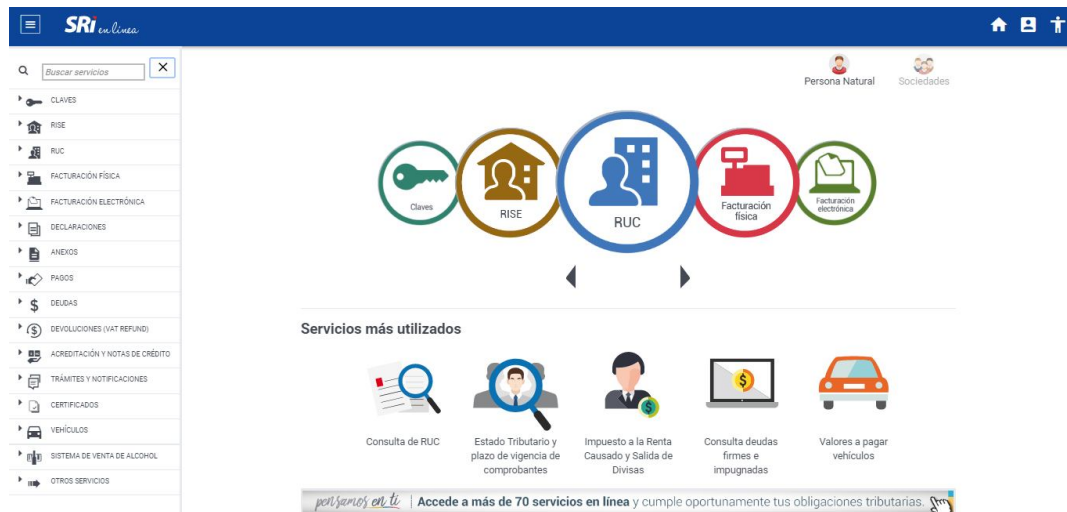 SRi en línea
Buscar servicios
CLAVES
RISE
RUC
FACTURACIÓN FÍSICA
FACTURACIÓN ELECTRÓNICA
DECLARACIONES
ANEXOS
PAGOS
DEUDAS
DEVOLUCIONES (VAT REFUND)
ACREDITACIÓN Y NOTAS DE CRÉDITO
TRÁMITES Y NOTIFICACIONES
CERTIFICADOS
VEHÍCULOS
SISTEMA DE VENTA DE ALCOHOL
OTROS SERVICIOS
Persona Natural
Sociedades
Claves
RISE
RUC
Facturación
física
Facturación
electrónica
Servicios más utilizados
Consulta de RUC
Estado Tributario y
plazo de vigencia de
comprobantes
Impuesto a la Renta
Causado y Salida de
Divisas
Consulta deudas
firmes e
impugnadas
Valores a pagar
vehículos
pensamos en ti | Accede a más de 70 servicios en línea y cumple oportunamente tus obligaciones tributarias.